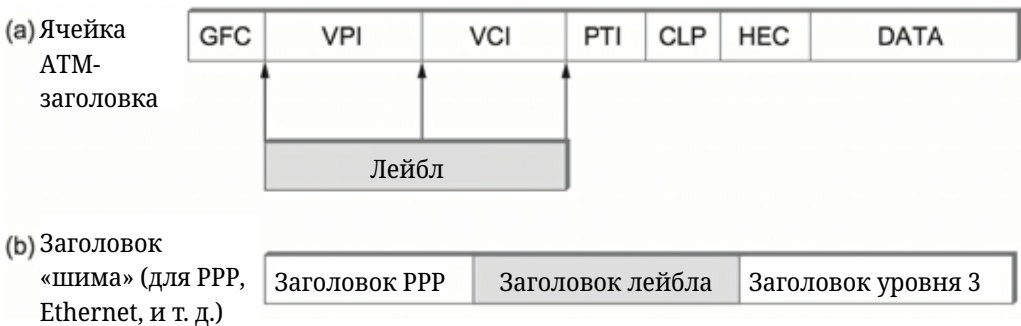 (a) Ячейка
ATM-
заголовка
GFC VPI VCI PTI CLP HEC DATA
Лейбл
(b) Заголовок
«шима» (для PPP,
Ethernet, и т. д.)
Заголовок PPP Заголовок лейбла Заголовок уровня 3